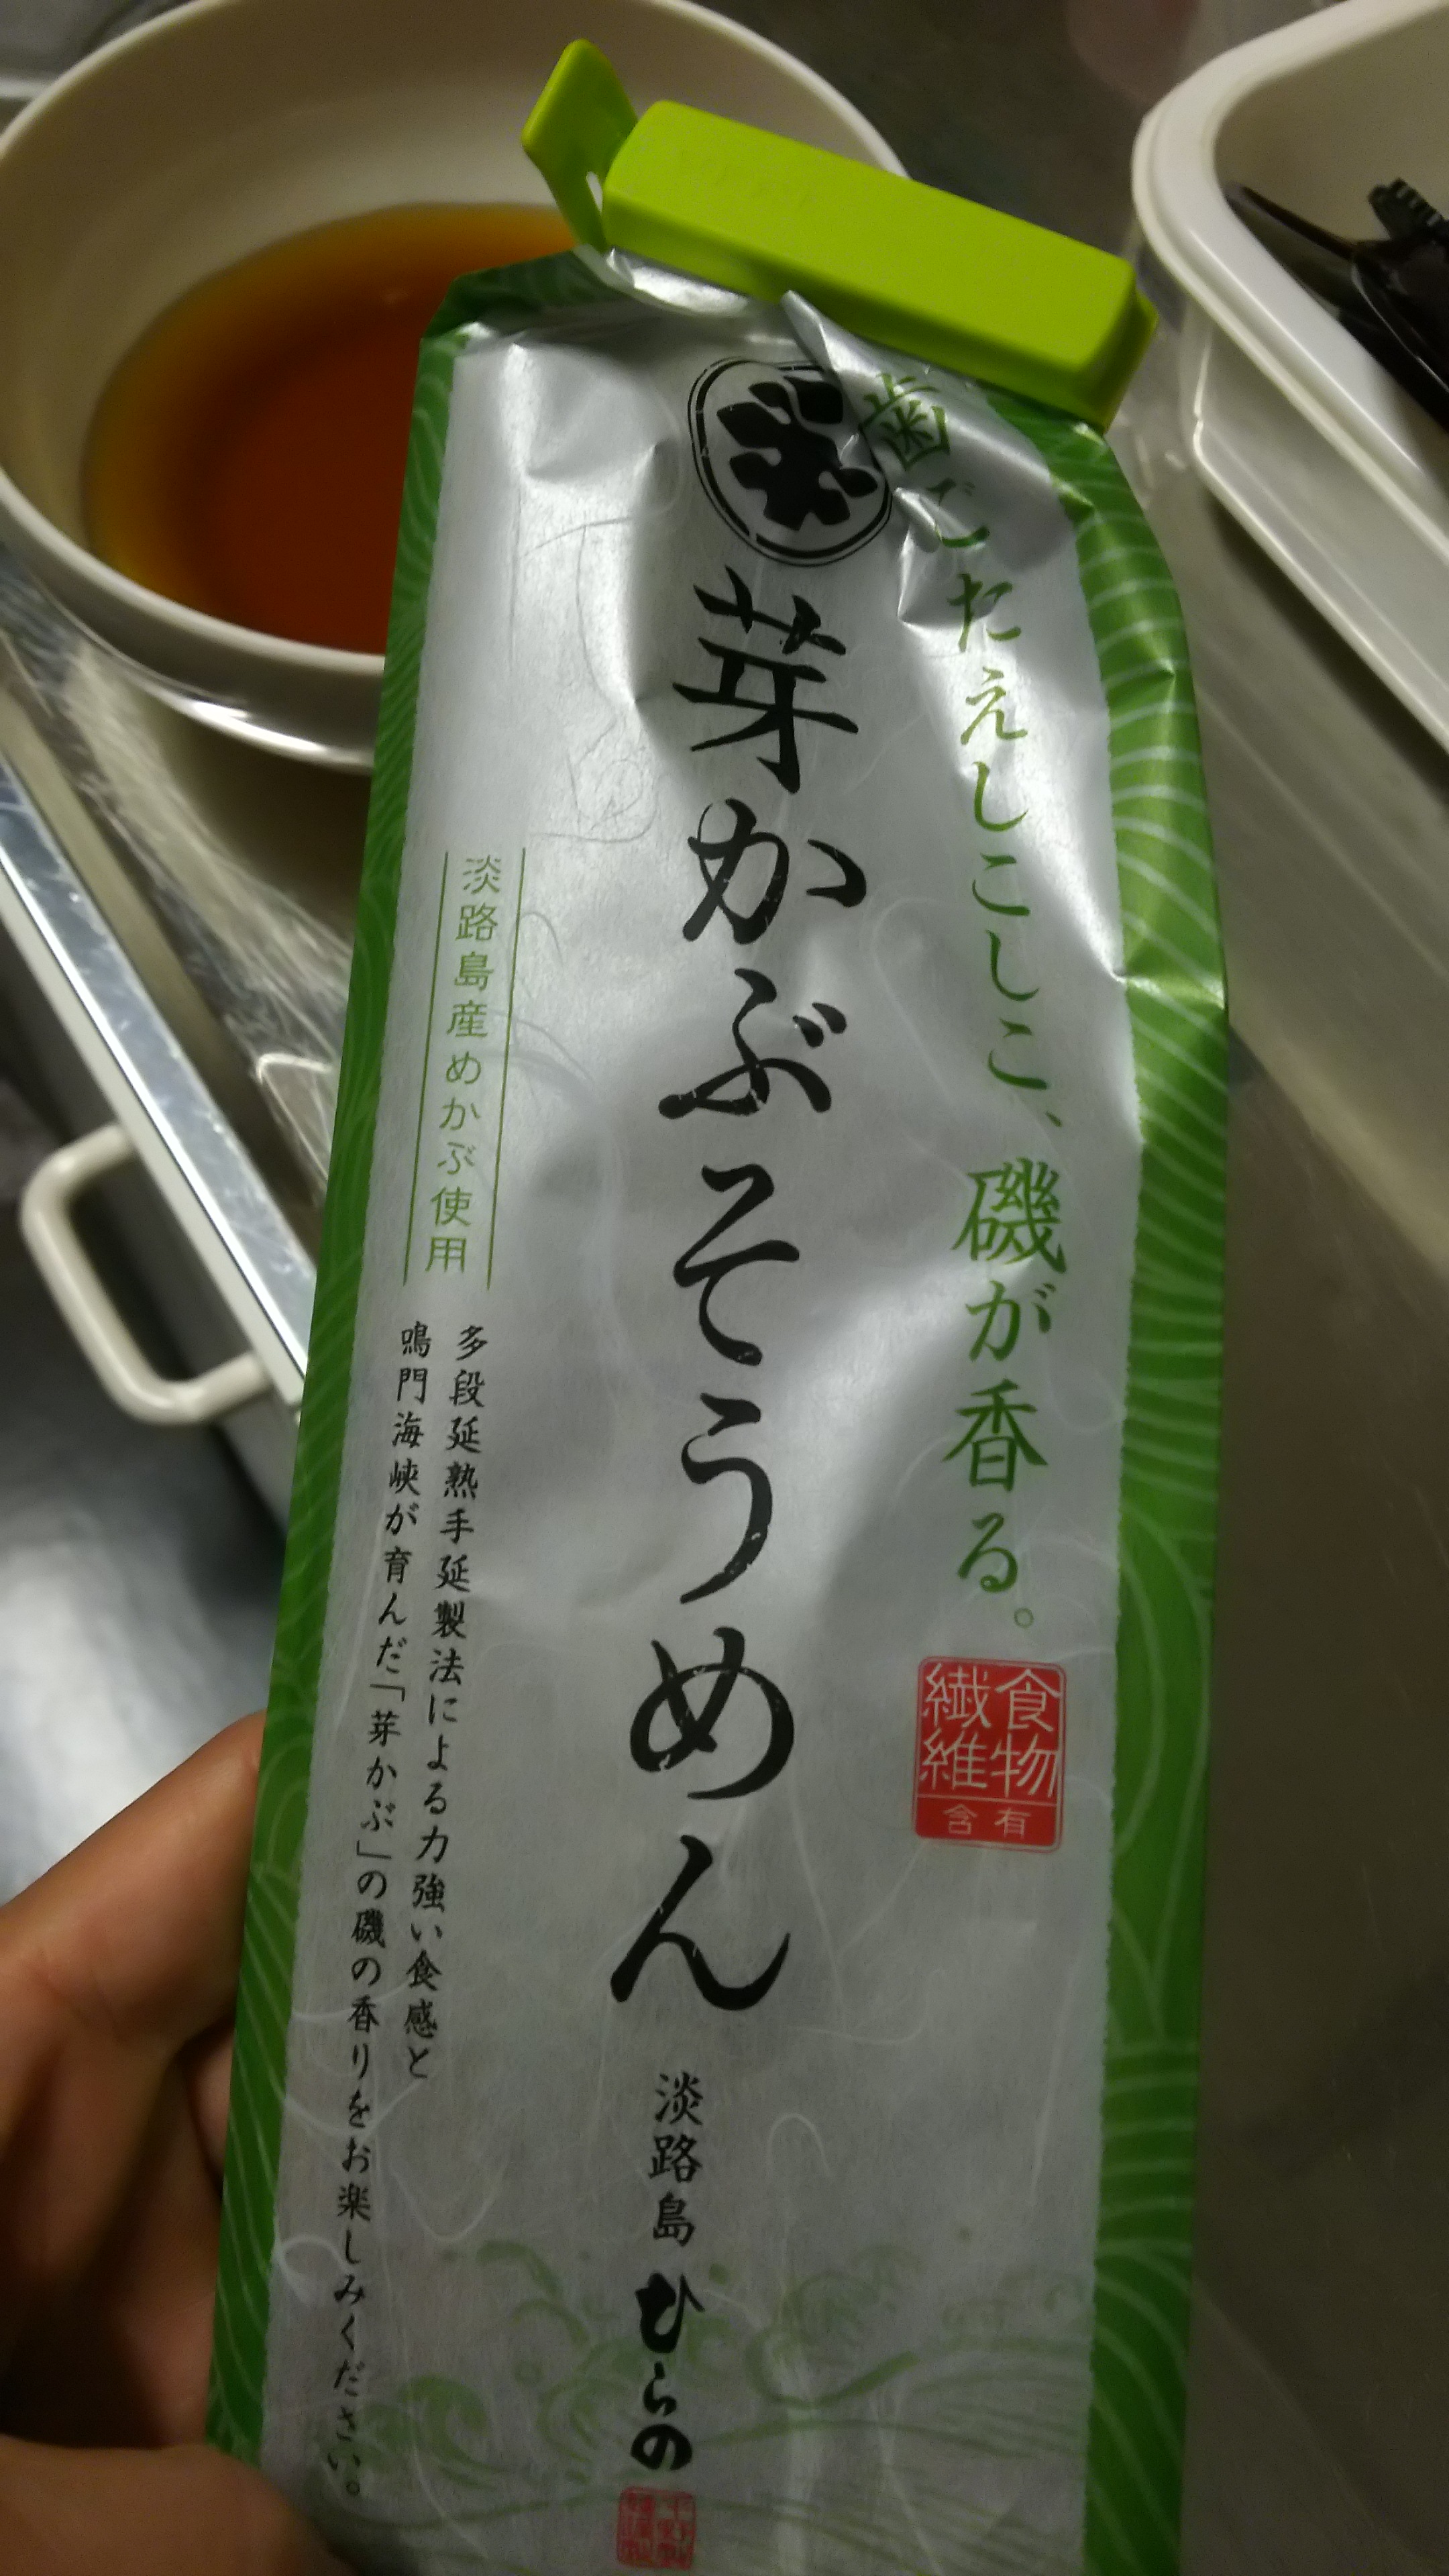 歯ごたえしこしこ、磯が香る。
食物
繊維
含有
芽かぶそうめん
淡路島 ひらの
淡路島産めかぶ使用
多段延熟手延製法による力強い食感と
鳴門海峡が育んだ「芽かぶ」の磯の香りをお楽しみください。